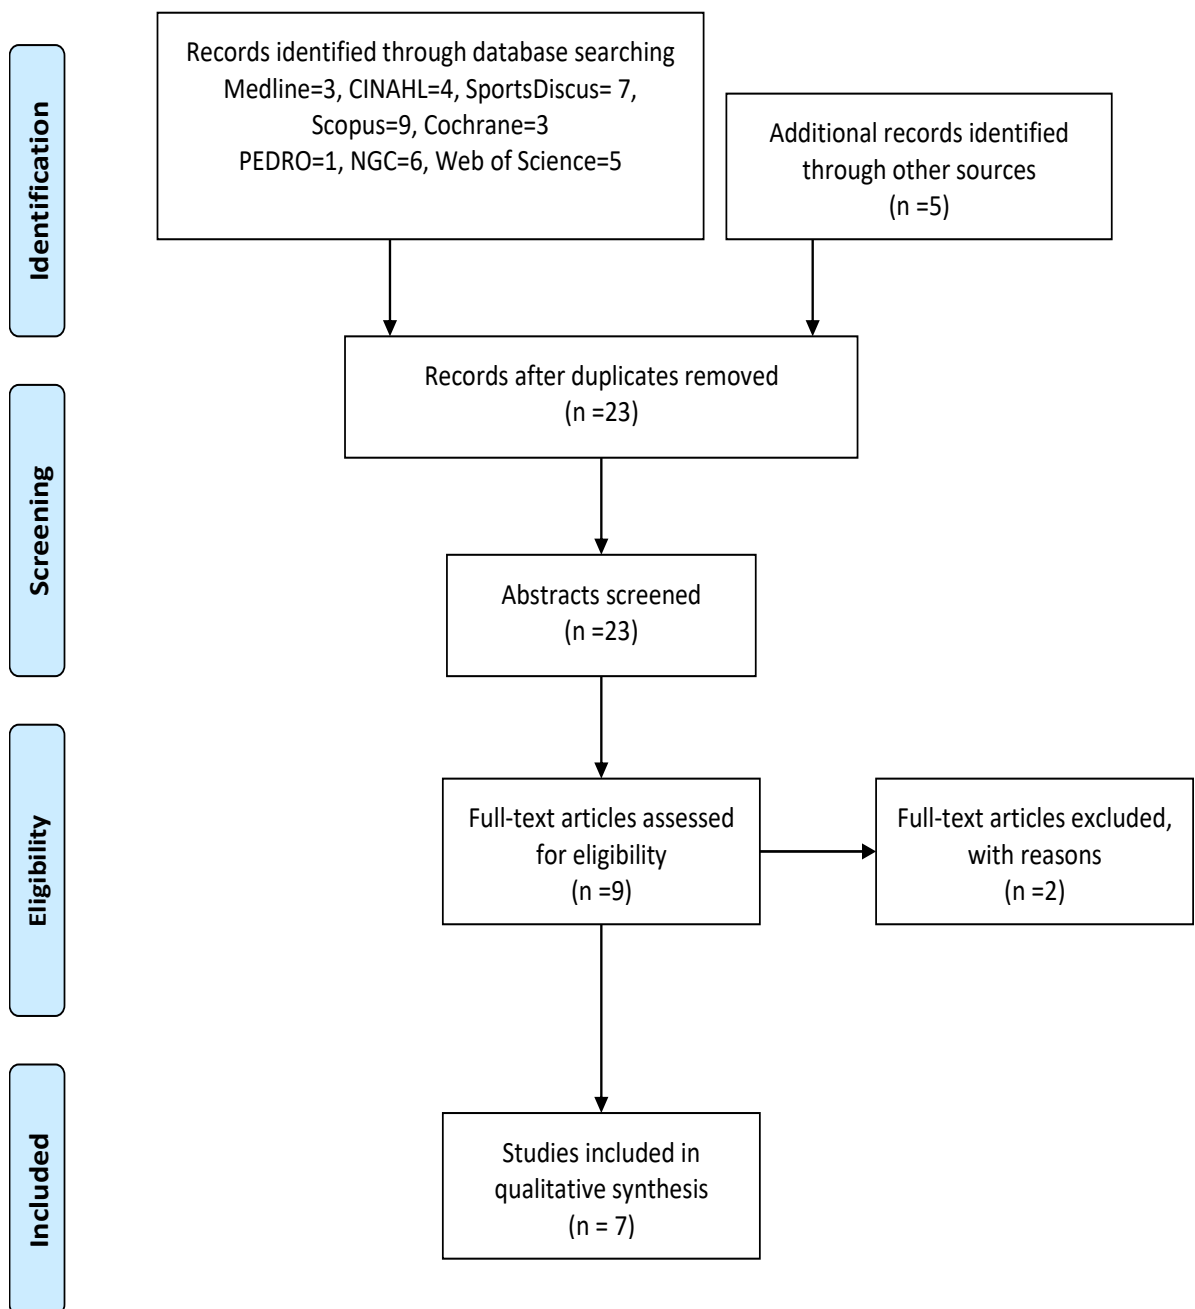 Identification
Records identified through database searching
Medline=3, CINAHL=4, SportsDiscus= 7,
Scopus=9, Cochrane=3
PEDRO=1, NGC=6, Web of Science=5
Additional records identified
through other sources
(n =5)
Records after duplicates removed
(n =23)
Screening
Abstracts screened
(n =23)
Eligibility
Full-text articles assessed
for eligibility
(n =9)
Full-text articles excluded,
with reasons
(n =2)
Included
Studies included in
qualitative synthesis
(n = 7)